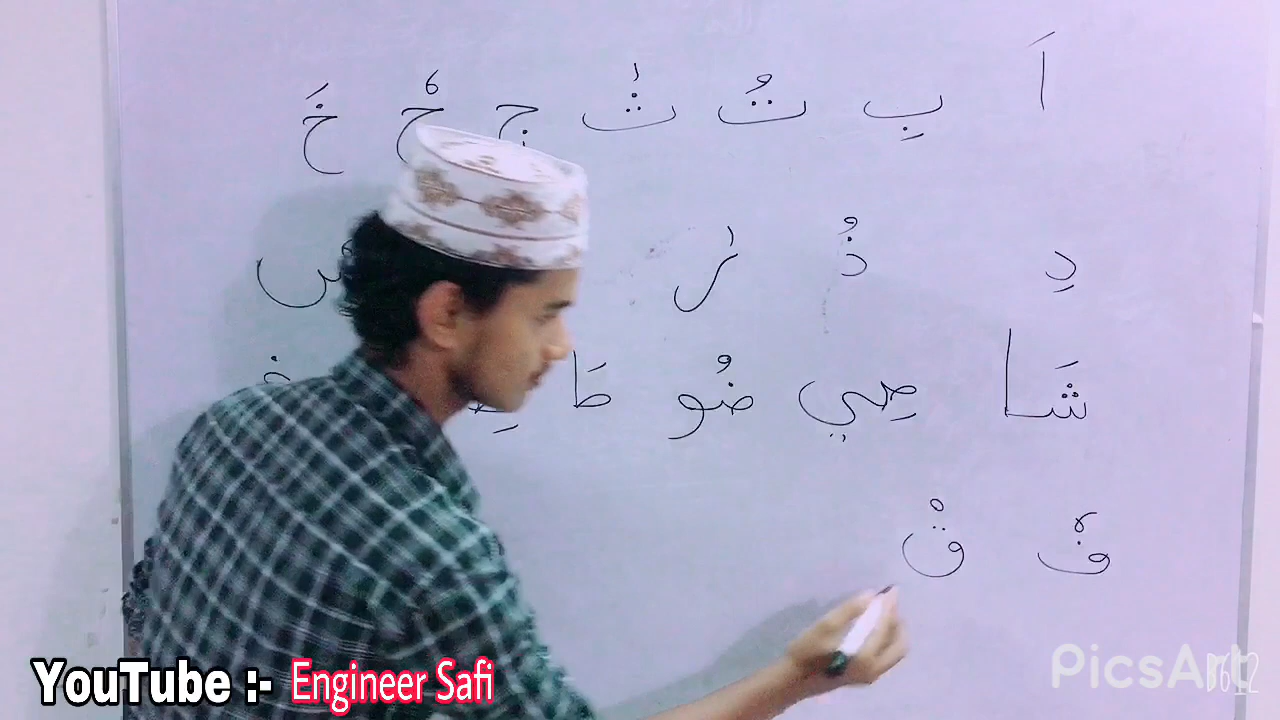 اَ بِ تُ ثٰ ج خَ
دِ ذُ رٰ
شَا صِي ضُو طَ
ف قْ
YouTube :- Engineer Safi
PicsArt